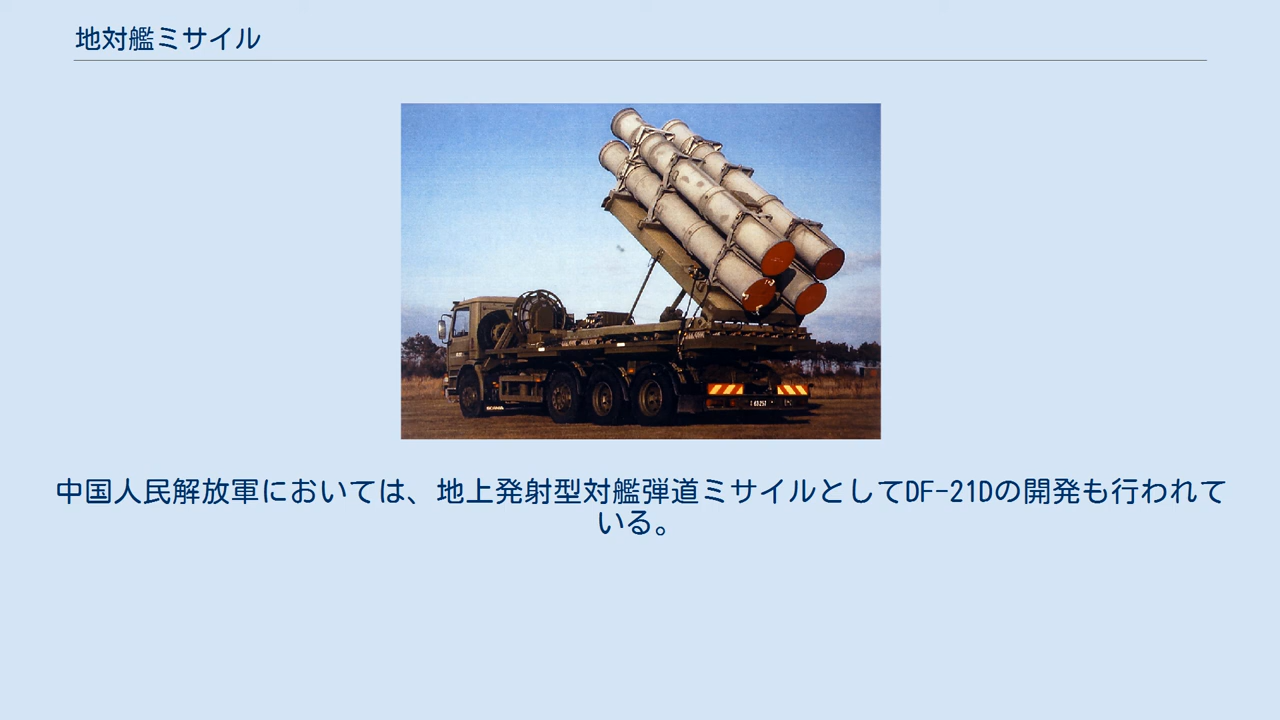 地対艦ミサイル
SCANIA
中国人民解放軍においては、地上発射型対艦弾道ミサイルとしてDF-21Dの開発も行われて
いる。